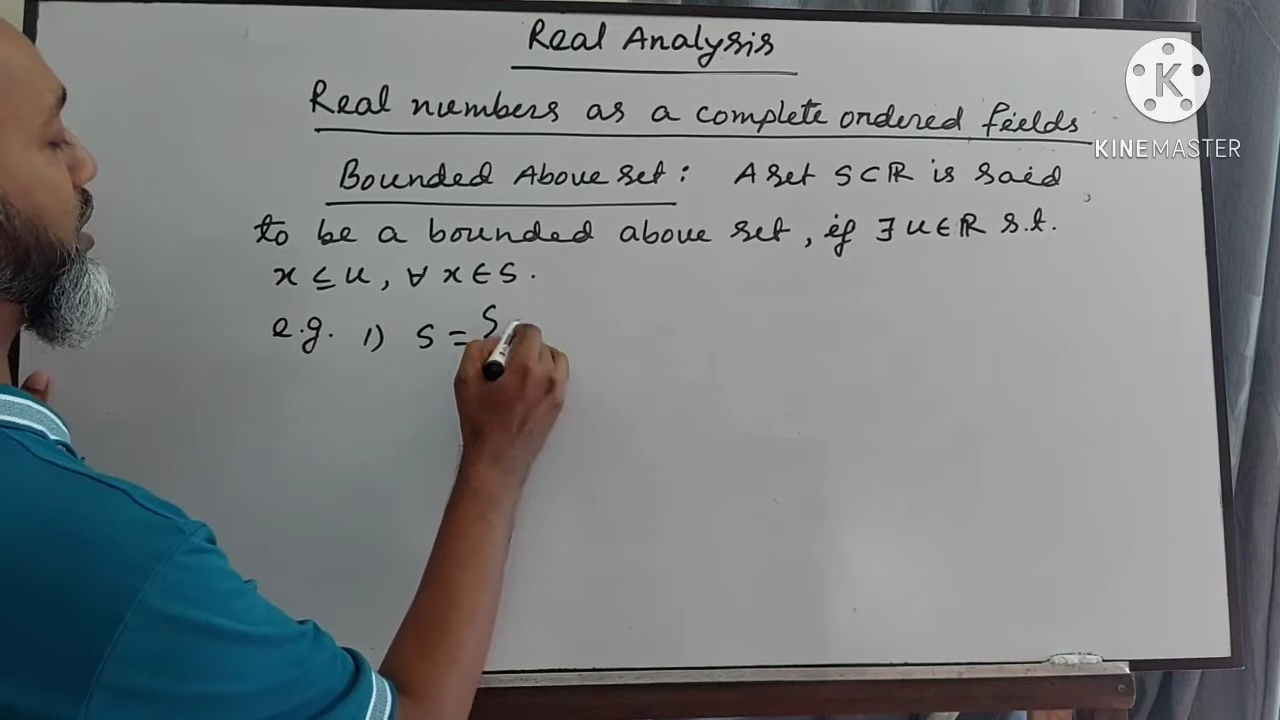 Real Analysis
Real numbers as a complete ordered fields
Bounded Above set : A set S⊂ℝ is said
to be a bounded above set, if ∃ u∈ℝ s.t.
x ≤ u, ∀ x ∈ S.
e.g. 1) S =
K
KINEMASTER